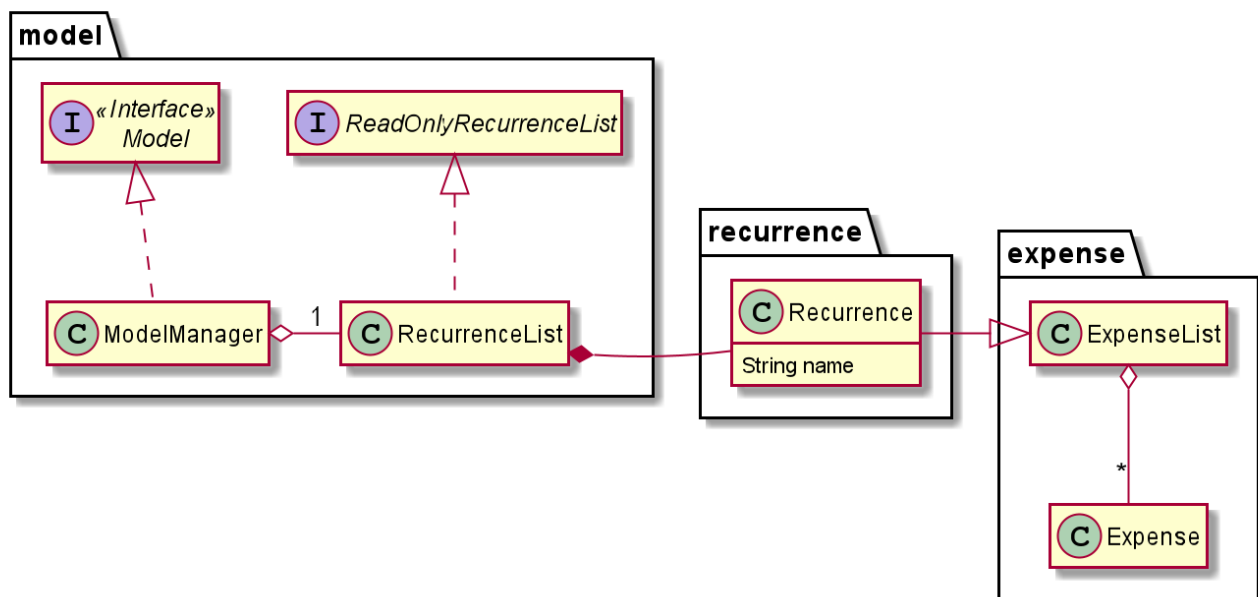 model
I
«Interface»
Model
I
ReadOnlyRecurrenceList
recurrence
expense
C
Recurrence
String name
C
ModelManager
1
C
RecurrenceList
C
ExpenseList
*
C
Expense